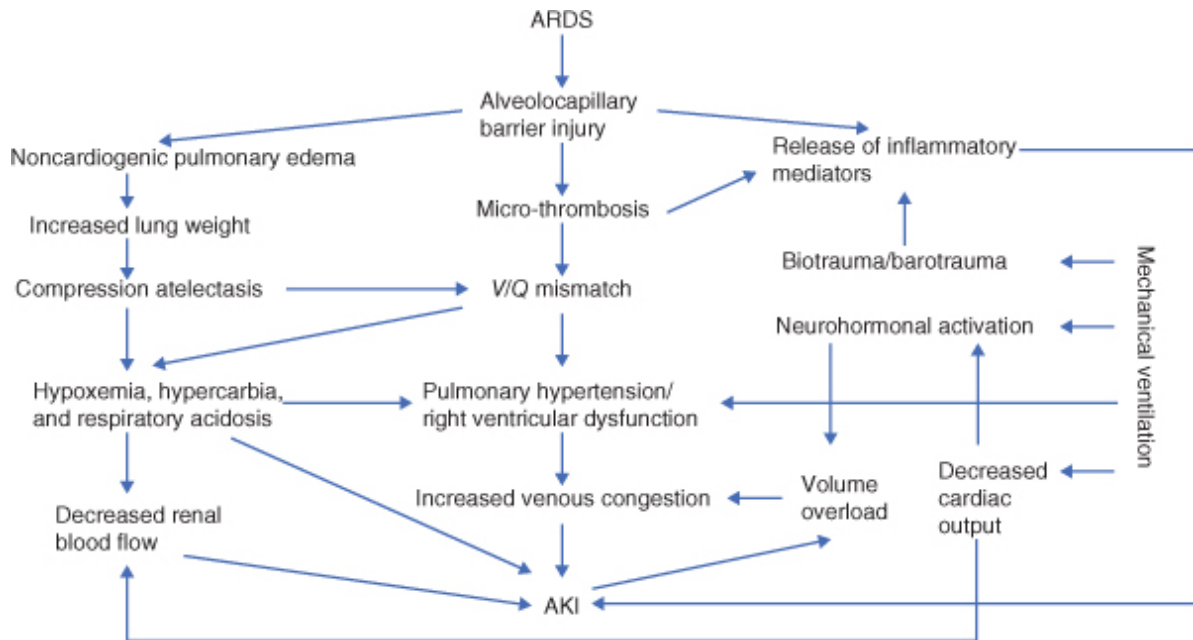 ARDS
Alveolocapillary
barrier injury
Noncardiogenic pulmonary edema
Release of inflammatory
mediators
Increased lung weight
Micro-thrombosis
Compression atelectasis
V/Q mismatch
Biotrauma/barotrauma
Neurohormonal activation
Mechanical ventilation
Hypoxemia, hypercarbia,
and respiratory acidosis
Pulmonary hypertension/
right ventricular dysfunction
Increased venous congestion
Volume
overload
Decreased
cardiac
output
Decreased renal
blood flow
AKI